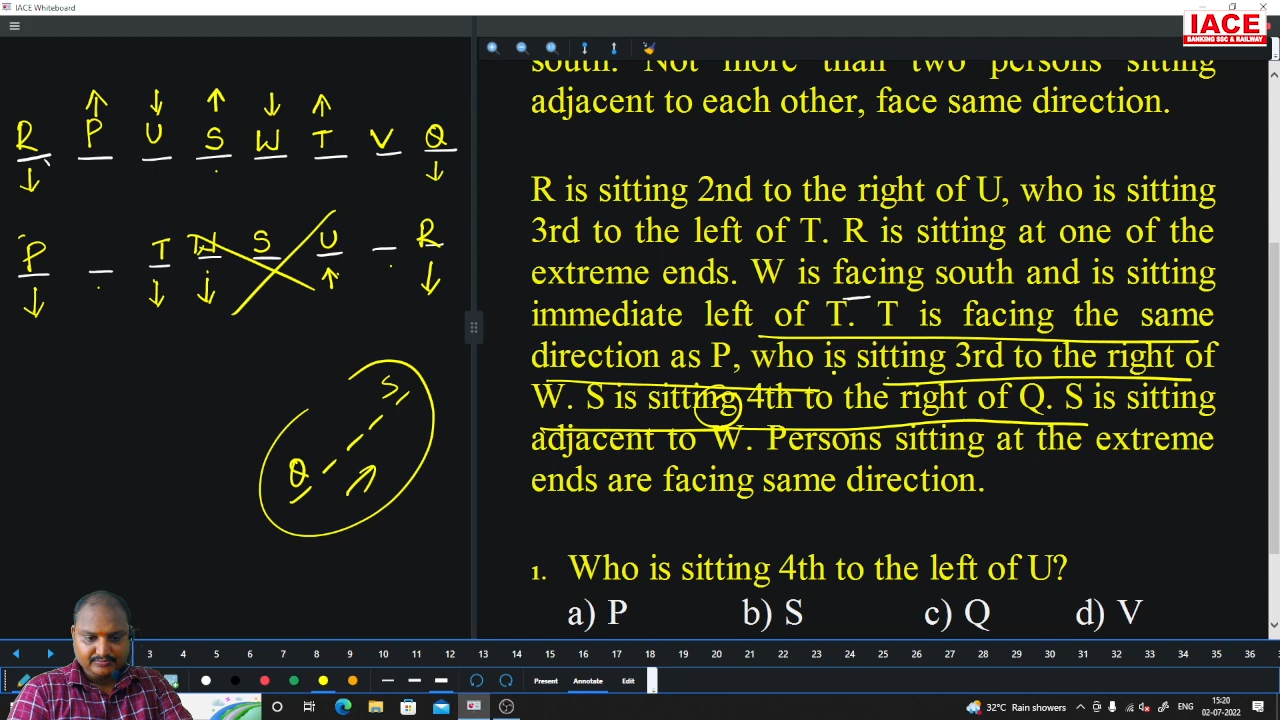 IACE Whiteboard
IACE
BANKING SSC & RAILWAY
south. Not more than two persons sitting
adjacent to each other, face same direction.
R is sitting 2nd to the right of U, who is sitting
3rd to the left of T. R is sitting at one of the
extreme ends. W is facing south and is sitting
immediate left of T. T is facing the same
direction as P, who is sitting 3rd to the right of
W. S is sitting 4th to the right of Q. S is sitting
adjacent to W. Persons sitting at the extreme
ends are facing same direction.
1. Who is sitting 4th to the left of U?
a) P b) S c) Q d) V
R P U S W T V Q
P T W S U R
S
Q
3 4 5 6 7 8 9 10 11 12 13 14 15 16 17 18 19 20 21 22 23 24 25 26 27 28 29 30 31 32 33 34 35 36
Present Annotate Edit
32°C Rain showers
15:20
02-07-2022